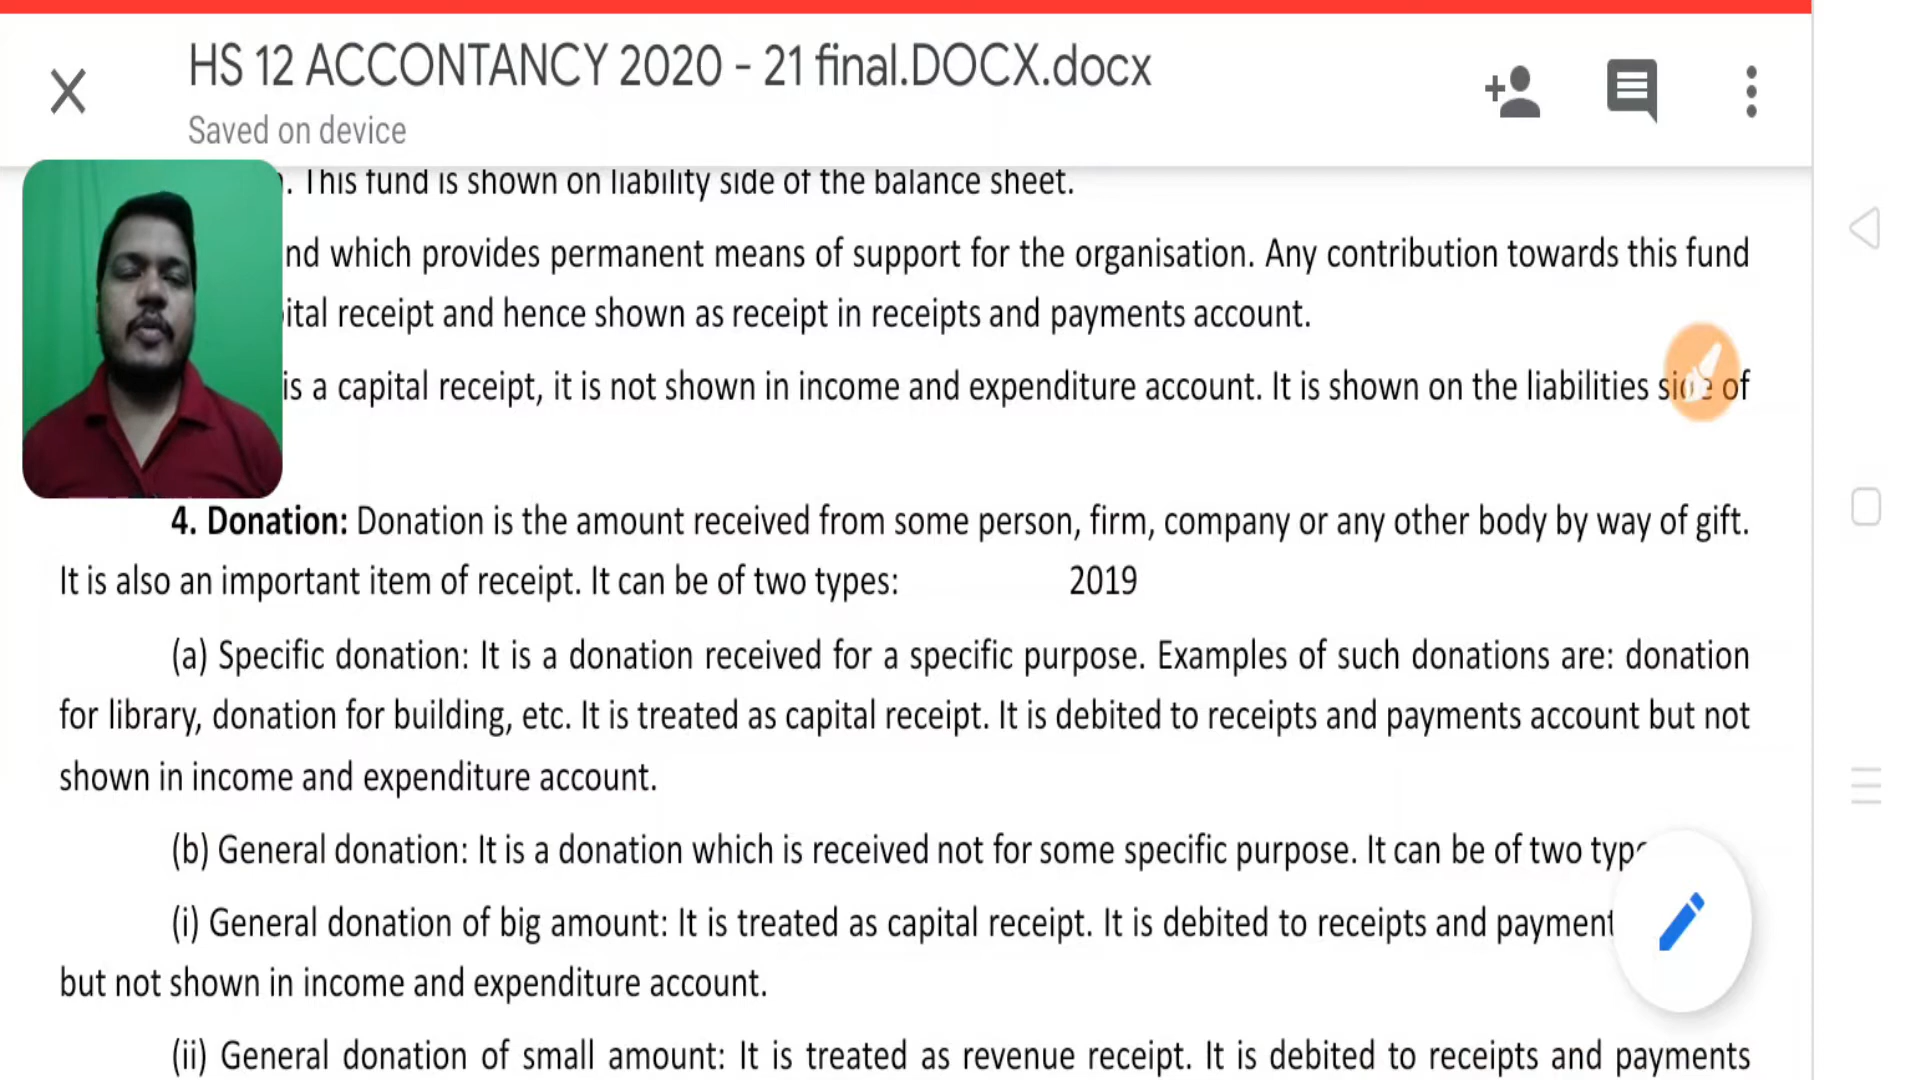 HS 12 ACCONTANCY 2020 - 21 final.DOCX.docx
Saved on device
. This fund is shown on liability side of the balance sheet.
nd which provides permanent means of support for the organisation. Any contribution towards this fund
ital receipt and hence shown as receipt in receipts and payments account.
is a capital receipt, it is not shown in income and expenditure account. It is shown on the liabilities side of
4. Donation: Donation is the amount received from some person, firm, company or any other body by way of gift.
It is also an important item of receipt. It can be of two types: 2019
(a) Specific donation: It is a donation received for a specific purpose. Examples of such donations are: donation
for library, donation for building, etc. It is treated as capital receipt. It is debited to receipts and payments account but not
shown in income and expenditure account.
(b) General donation: It is a donation which is received not for some specific purpose. It can be of two type
(i) General donation of big amount: It is treated as capital receipt. It is debited to receipts and payment
but not shown in income and expenditure account.
(ii) General donation of small amount: It is treated as revenue receipt. It is debited to receipts and payments